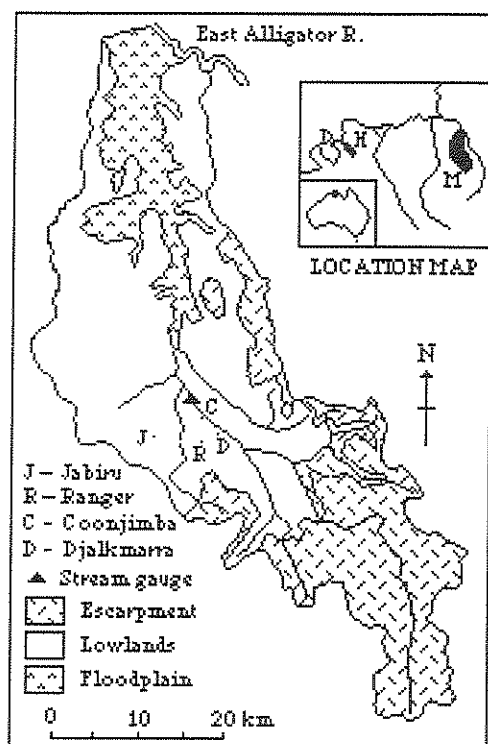 East Alligator R.
D H
M
LOCATION MAP
N
C
J
R D
J – Jabiru
R – Ranger
C – Coonjimba
D – Djalkmarra
Stream gauge
Escarpment
Lowlands
Floodplain
0 10 20 km